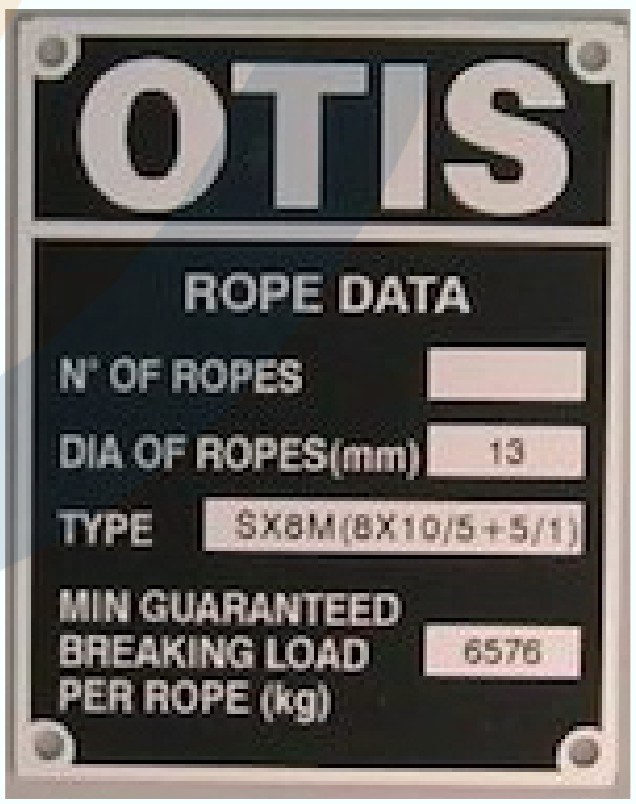 OTIS
ROPE DATA
N° OF ROPES
DIA OF ROPES(mm) 13
TYPE SX8M(8X10/5+5/1)
MIN GUARANTEED
BREAKING LOAD 6576
PER ROPE (kg)